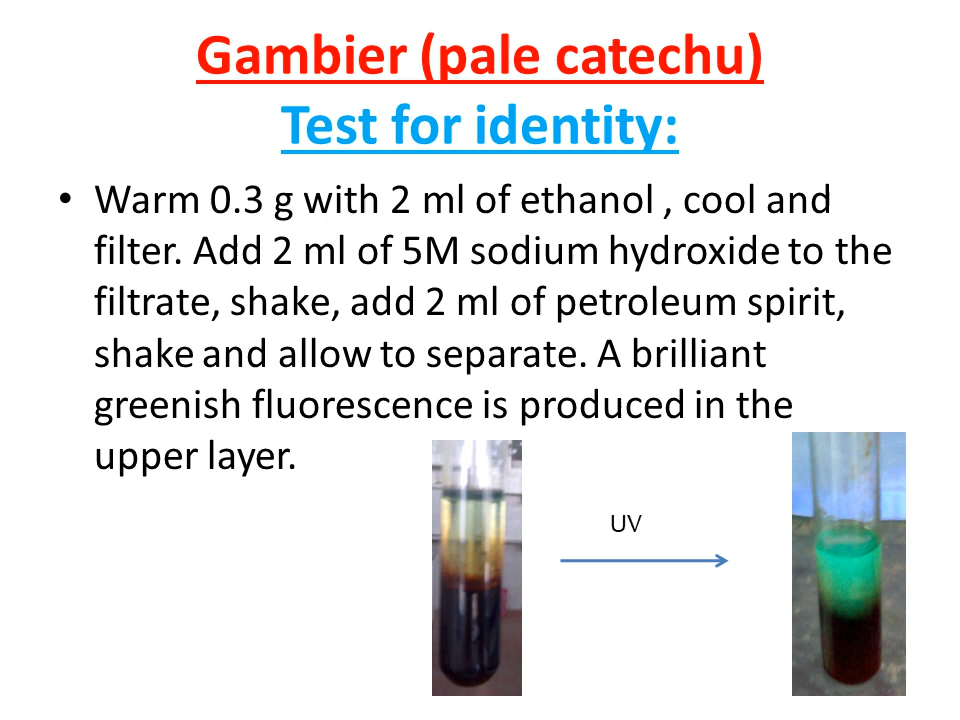 Gambier (pale catechu)
Test for identity:
• Warm 0.3 g with 2 ml of ethanol , cool and
filter. Add 2 ml of 5M sodium hydroxide to the
filtrate, shake, add 2 ml of petroleum spirit,
shake and allow to separate. A brilliant
greenish fluorescence is produced in the
upper layer.
UV